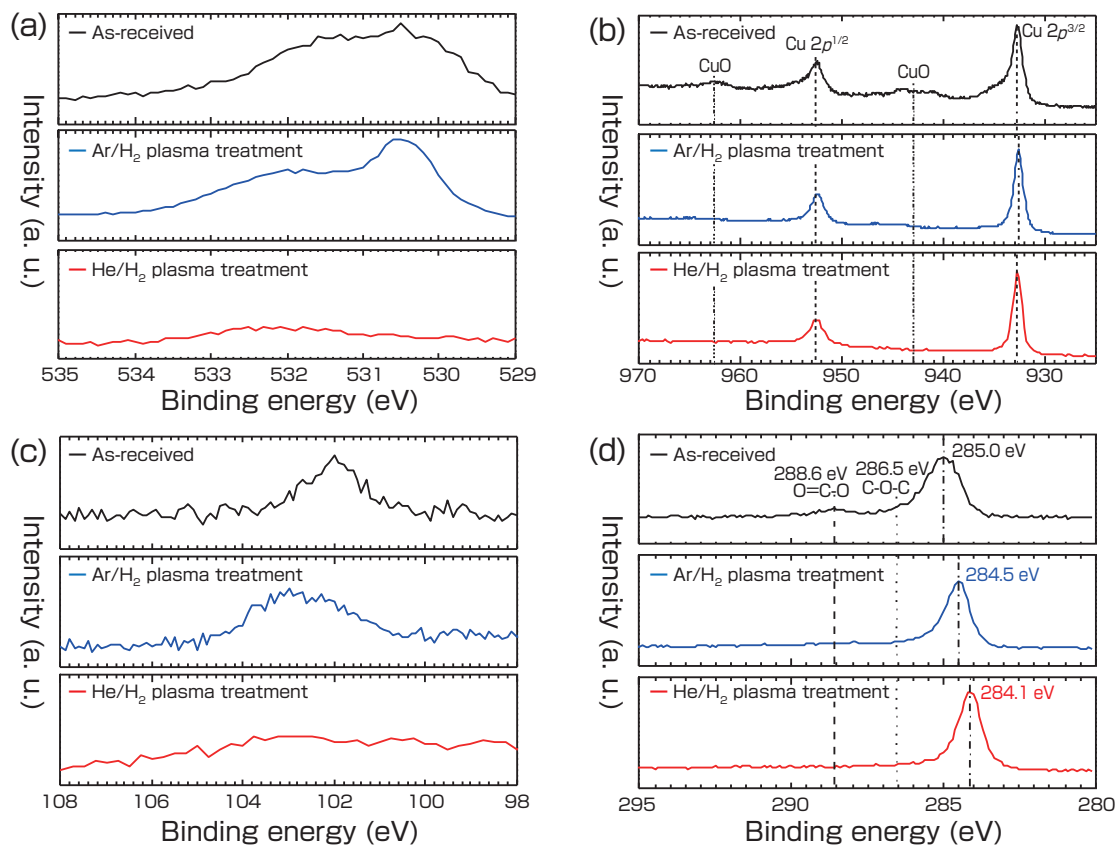 (a)
As-received
Ar/H₂ plasma treatment
He/H₂ plasma treatment
Intensity (a. u.)
535 534 533 532 531 530 529
Binding energy (eV)
(b)
As-received
Cu 2p³/²
Cu 2p¹/²
CuO
CuO
Ar/H₂ plasma treatment
He/H₂ plasma treatment
Intensity (a. u.)
970 960 950 940 930
Binding energy (eV)
(c)
As-received
Ar/H₂ plasma treatment
He/H₂ plasma treatment
Intensity (a. u.)
108 106 104 102 100 98
Binding energy (eV)
(d)
As-received
285.0 eV
288.6 eV
O=C-O
286.5 eV
C-O-C
Ar/H₂ plasma treatment
284.5 eV
He/H₂ plasma treatment
284.1 eV
Intensity (a. u.)
295 290 285 280
Binding energy (eV)